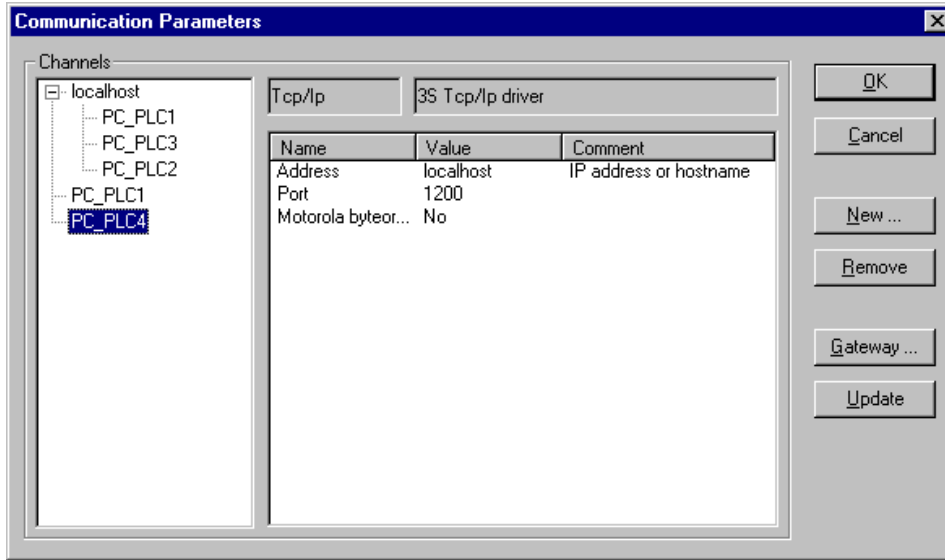 Communication Parameters
Channels
localhost
PC_PLC1
PC_PLC3
PC_PLC2
PC_PLC1
PC_PLC4
Tcp/Ip 3S Tcp/Ip driver
Name Value Comment
Address localhost IP address or hostname
Port 1200
Motorola byteor... No
OK
Cancel
New ...
Remove
Gateway ...
Update